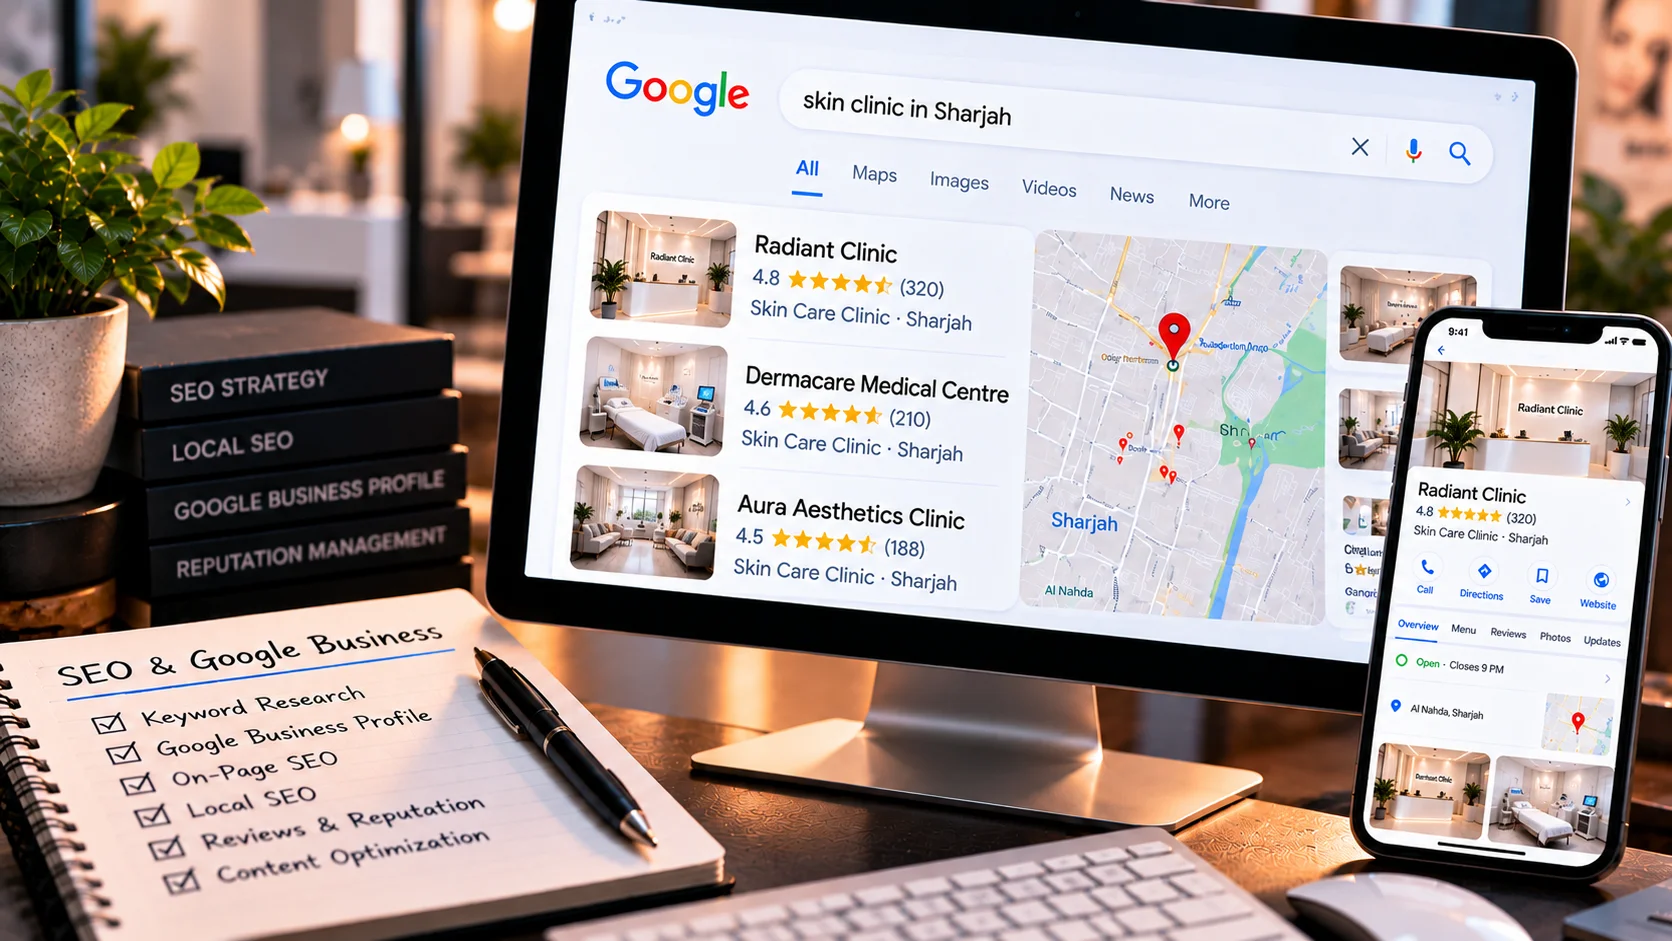 Google
skin clinic in Sharjah
All Maps Images Videos News More
Radiant Clinic
Radiant Clinic
4.8 (320)
Skin Care Clinic · Sharjah
Dermacare Medical Centre
4.6 (210)
Skin Care Clinic · Sharjah
Aura Aesthetics Clinic
4.5 (188)
Skin Care Clinic · Sharjah
Sharjah
Al Nahda
SEO STRATEGY
LOCAL SEO
GOOGLE BUSINESS PROFILE
REPUTATION MANAGEMENT
SEO & Google Business
Keyword Research
Google Business Profile
On-Page SEO
Local SEO
Reviews & Reputation
Content Optimization
9:41
Radiant Clinic
Radiant Clinic
4.8 (320)
Skin Care Clinic · Sharjah
Call Directions Save Website
Overview Menu Reviews Photos Updates
Open · Closes 9 PM
Al Nahda, Sharjah
Clinic